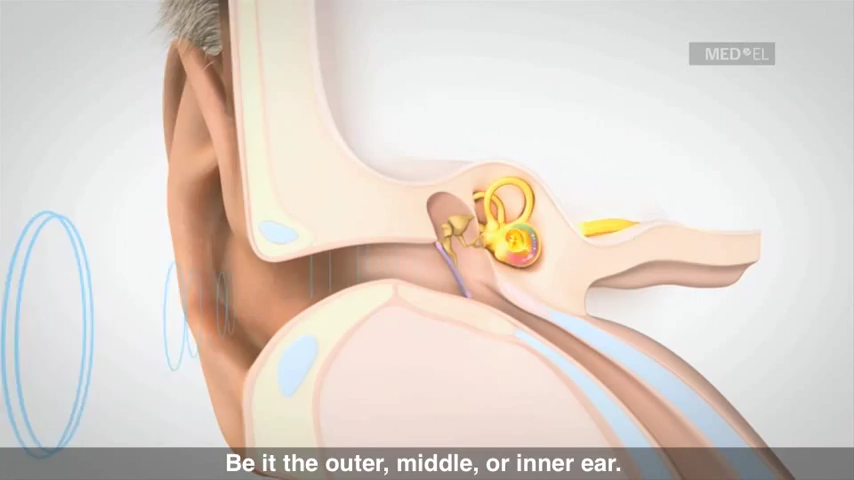 MED-EL
Be it the outer, middle, or inner ear.